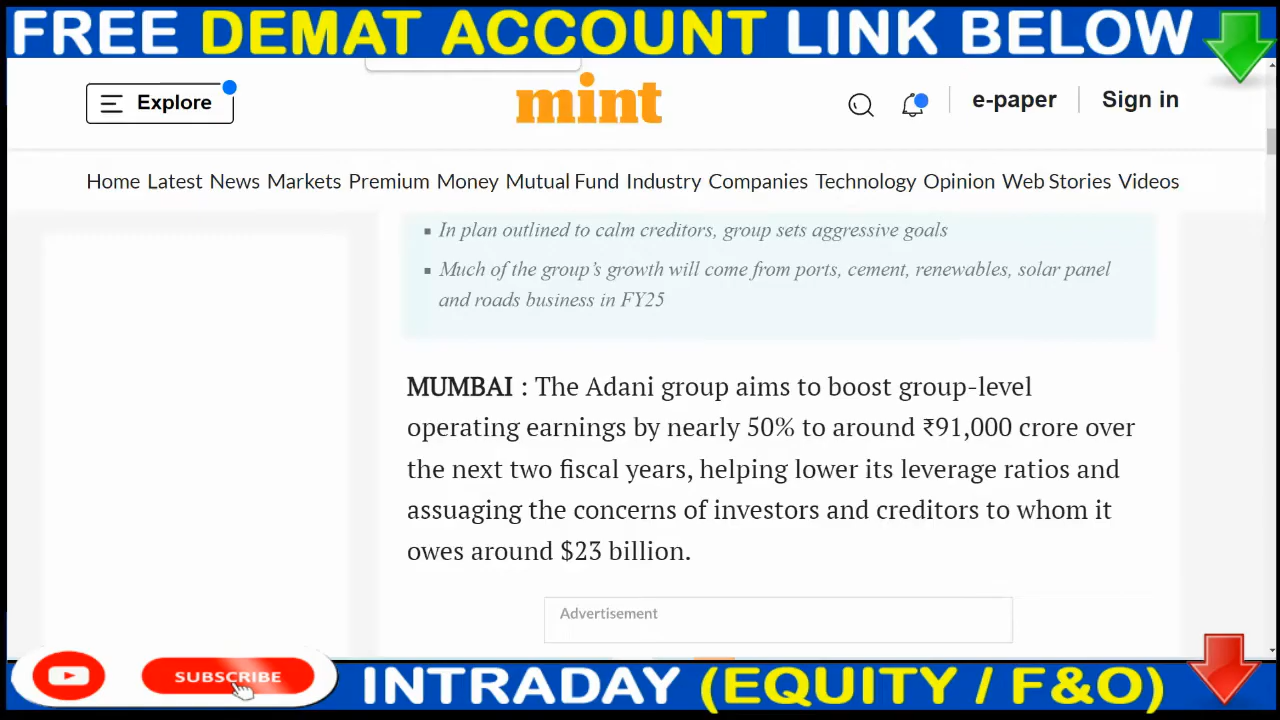 FREE DEMAT ACCOUNT LINK BELOW
Explore
mint
e-paper
Sign in
Home Latest News Markets Premium Money Mutual Fund Industry Companies Technology Opinion Web Stories Videos
▪ In plan outlined to calm creditors, group sets aggressive goals
▪ Much of the group's growth will come from ports, cement, renewables, solar panel
and roads business in FY25
MUMBAI : The Adani group aims to boost group-level
operating earnings by nearly 50% to around ₹91,000 crore over
the next two fiscal years, helping lower its leverage ratios and
assuaging the concerns of investors and creditors to whom it
owes around $23 billion.
Advertisement
SUBSCRIBE
INTRADAY (EQUITY / F&O)